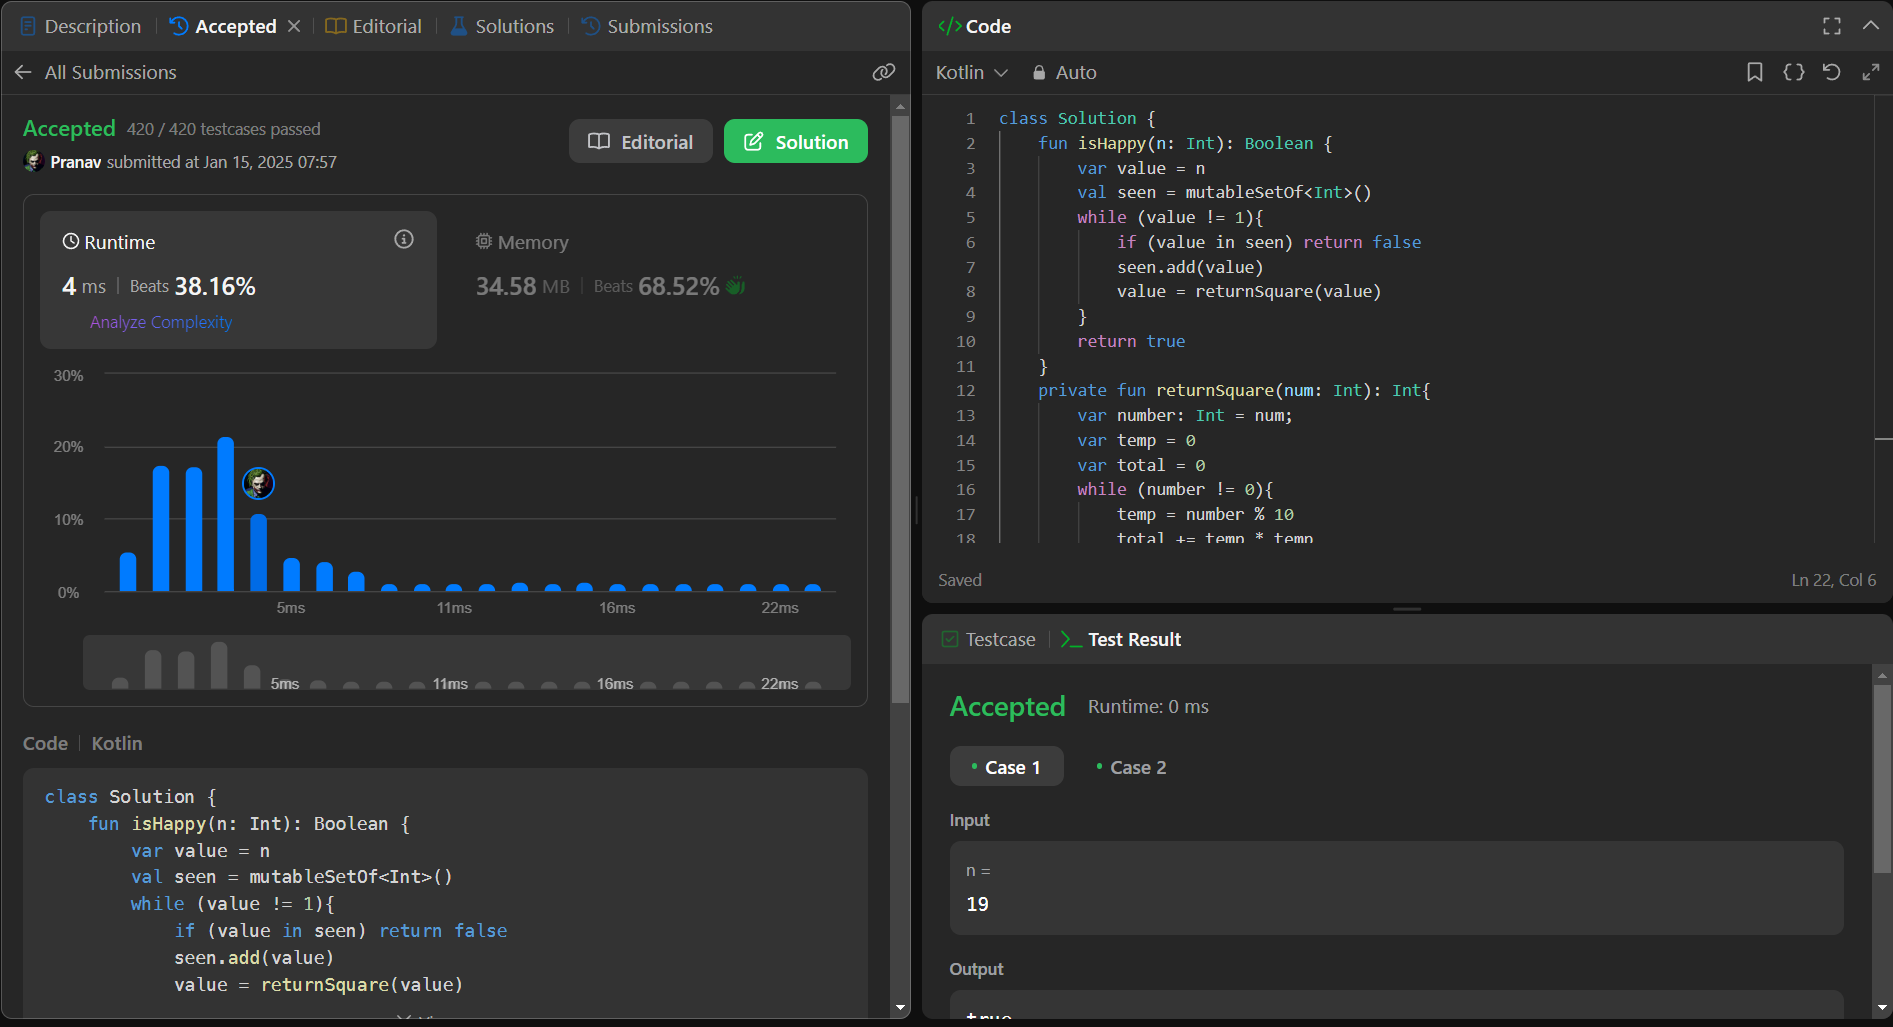 Description
Accepted
Editorial
Solutions
Submissions
All Submissions
Accepted 420 / 420 testcases passed
Pranav submitted at Jan 15, 2025 07:57
Editorial
Solution
Runtime
4 ms | Beats 38.16%
Analyze Complexity
Memory
34.58 MB | Beats 68.52%
30%
20%
10%
0%
5ms 11ms 16ms 22ms
5ms 11ms 16ms 22ms
Code | Kotlin
class Solution {
    fun isHappy(n: Int): Boolean {
        var value = n
        val seen = mutableSetOf<Int>()
        while (value != 1){
            if (value in seen) return false
            seen.add(value)
            value = returnSquare(value)
</> Code
Kotlin
Auto
1 class Solution {
2     fun isHappy(n: Int): Boolean {
3         var value = n
4         val seen = mutableSetOf<Int>()
5         while (value != 1){
6             if (value in seen) return false
7             seen.add(value)
8             value = returnSquare(value)
9         }
10         return true
11     }
12     private fun returnSquare(num: Int): Int{
13         var number: Int = num;
14         var temp = 0
15         var total = 0
16         while (number != 0){
17             temp = number % 10
18             total += temp * temp
Saved
Ln 22, Col 6
Testcase
Test Result
Accepted Runtime: 0 ms
Case 1
Case 2
Input
n =
19
Output
true